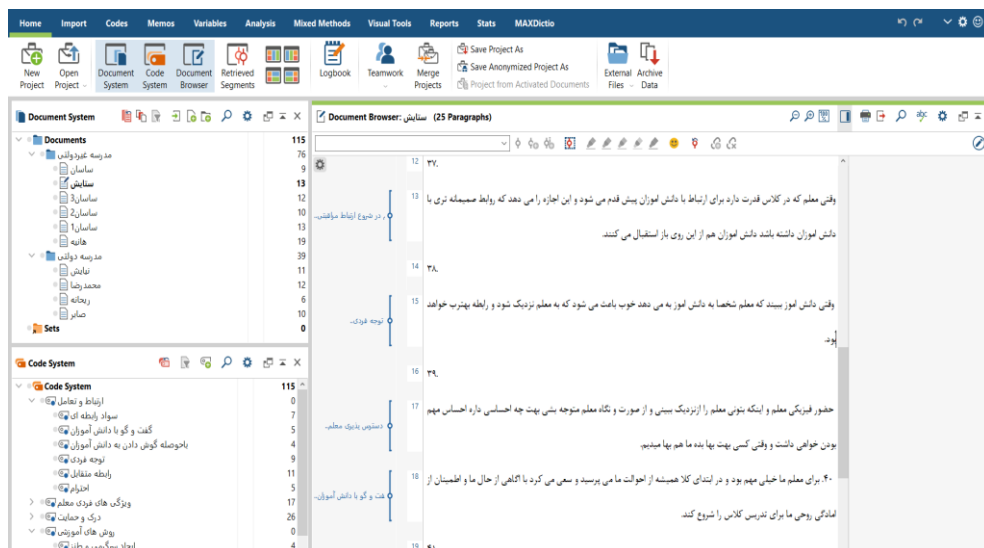 Home Import Codes Memos Variables Analysis Mixed Methods Visual Tools Reports Stats MAXDictio
New Project
Open Project
Document System
Code System
Document Browser
Retrieved Segments
Logbook
Teamwork
Merge Projects
Save Project As
Save Anonymized Project As
Project from Activated Documents
External Files
Archive Data
Document System
Documents 115
مدرسه غیردولتی 76
ساسان 9
ستایش 13
ساسان3 12
ساسان2 10
ساسان1 13
هانیه 19
مدرسه دولتی 39
نیایش 11
محمدرضا 12
ریحانه 6
صابر 10
Sets 0
Code System
Code System 115
ارتباط و تعامل 0
سواد رابطه ای 7
گفت و گو با دانش آموزان 5
باحوصله گوش دادن به دانش آموزان 4
توجه فردی 9
رابطه متقابل 11
احترام 5
ویژگی های فردی معلم 17
درک و حمایت 26
روش های آموزشی 0
4
Document Browser: ستایش (25 Paragraphs)
12 ۳۷.
13 وقتی معلم که در کلاس قدرت دارد برای ارتباط با دانش اموزان پیش قدم می شود و این اجازه را می دهد که روابط صمیمانه تری با
دانش اموزان داشته باشد دانش اموزان هم از این روی باز استقبال می کنند.
ر در شروع ارتباط
14 ۳۸.
15 وقتی دانش اموز ببیند که معلم شخصا به دانش اموز به می دهد خوب باعث می شود که به معلم نزدیک شود و رابطه بهترب خواهد
بود.
توجه فردی..
16 ۳۹.
17 حضور فیزیکی معلم و اینکه بتونی معلم را ازنزدیک ببینی و از صورت و نگاه معلم متوجه بشی بهت چه احساسی داره احساس مهم
بودن خواهی داشت و وقتی کسی بهت بها بده ما هم بها میدیم.
دسترس پذیری معلم..
18 ۴۰. برای معلم ما خیلی مهم بود و در ابتدای کلا همیشه از احوالت ما می پرسید و سعی می کرد با آگاهی از حال ما و اطمینان از
امادگی روحی ما برای تدریس کلاس را شروع کند.
فت و گو با دانش آموزان..
19